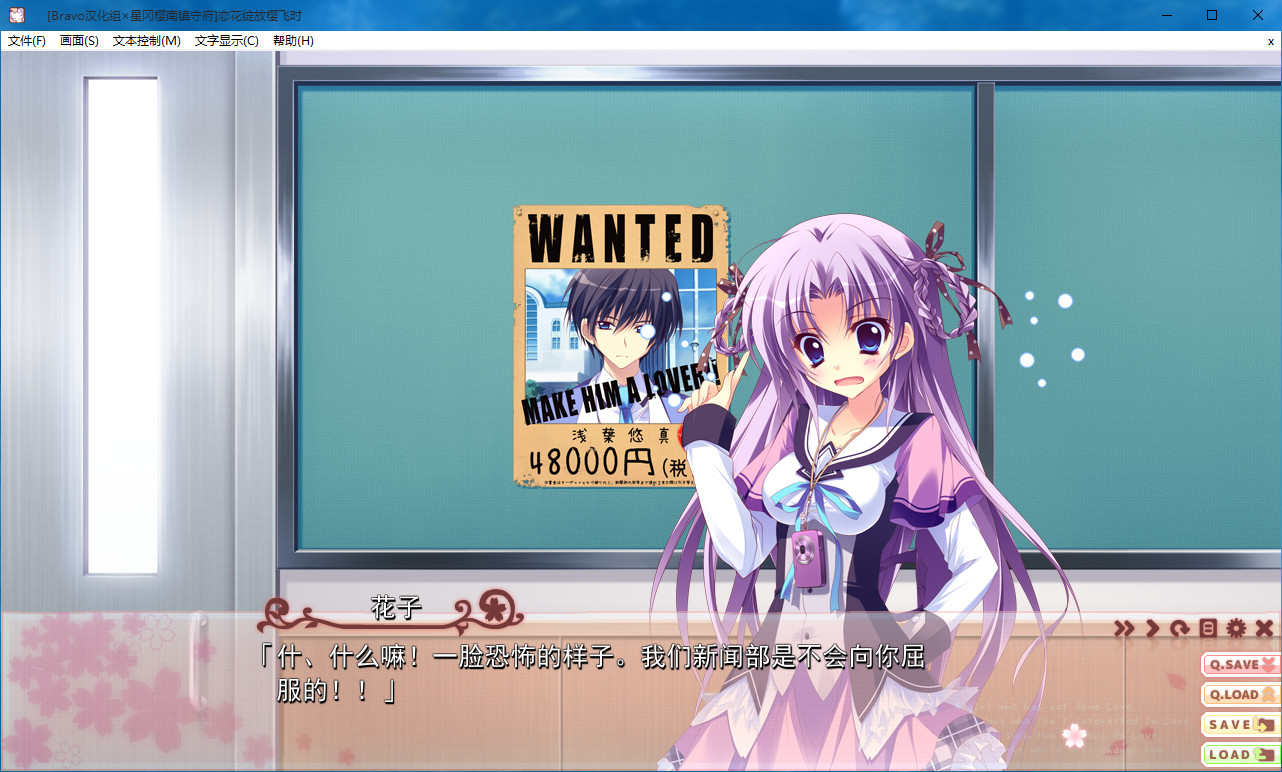 [Bravo汉化组×星冈樱南镇守府]恋花绽放樱飞时
文件(F) 画面(S) 文本控制(M) 文字显示(C) 帮助(H) x
WANTED
MAKE HIM A LOVER!!
浅葉悠真
48000円(税
花子
「什、什么嘛！一脸恐怖的样子。我们新闻部是不会向你屈
服的！！」
Q.SAVE
Q.LOAD
SAVE
LOAD